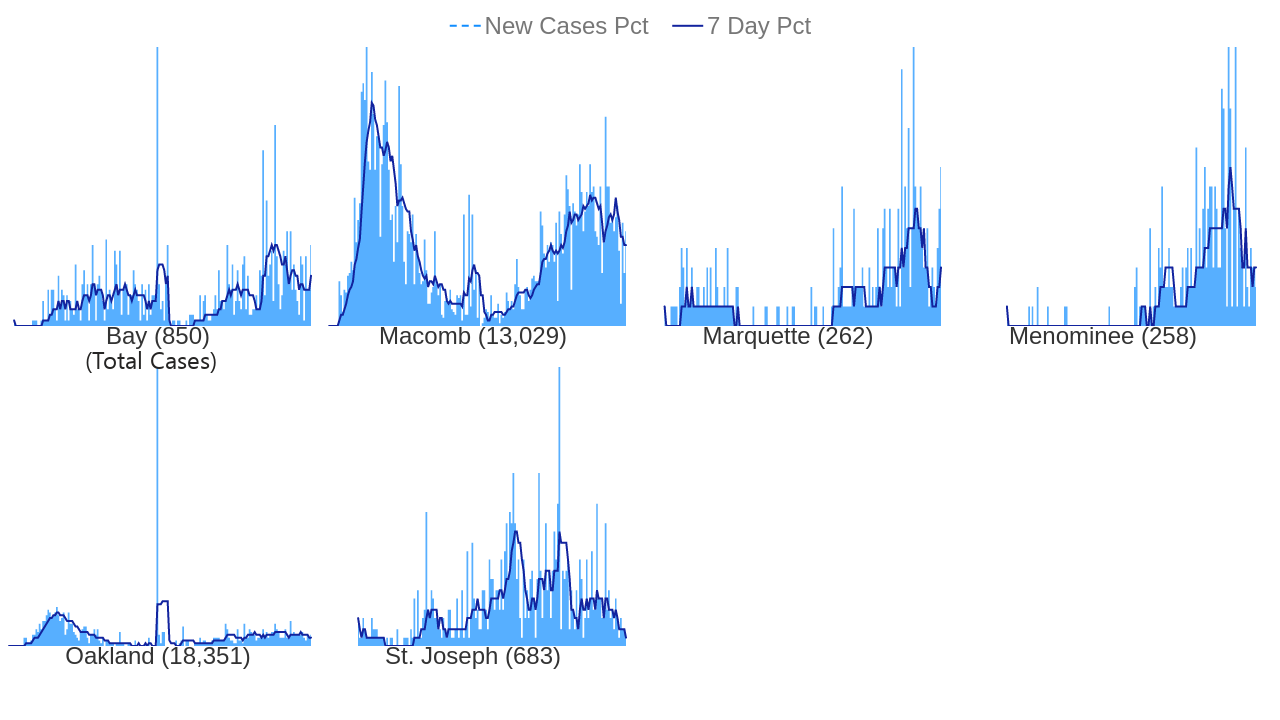 New Cases Pct 7 Day Pct
Bay (850) Macomb (13,029) Marquette (262) Menominee (258)
(Total Cases)
Oakland (18,351) St. Joseph (683)